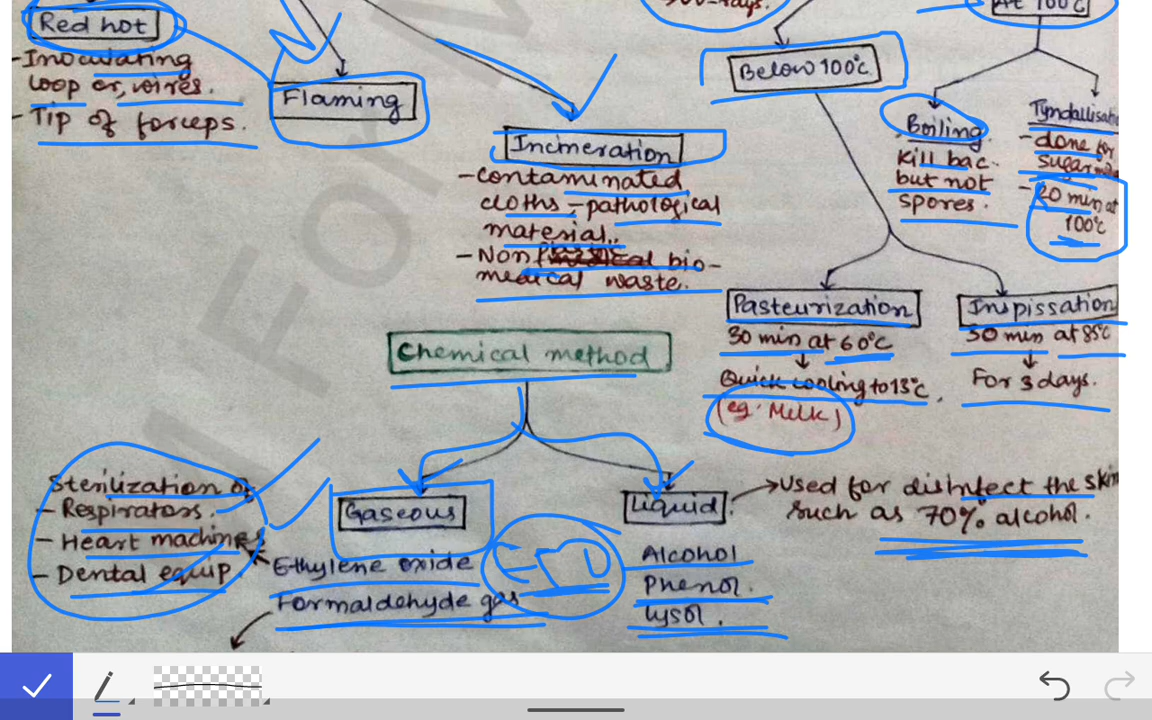 Red hot
-Inoculating
loop or, wires.
- Tip of forceps.
Flaming
Incineration
-contaminated
cloths,-pathological
material,
-Non bio-
medical waste.
Below 100°c
At 100°c
Boiling
kill bac.
but not
spores.
-done for
sugar
-20 min at
100°c
Pasteurization
30 min at 60°c
Quick cooling to 13°c.
(eg. Melk)
Inspissation
30 min at 85°c
For 3 days.
Chemical method
Gaseous
Ethylene oxide
Formaldehyde gas
Sterilization of
- Respirators.
- Heart machines
- Dental equip.
Liquid
Alcohol
Phenol.
Lysol.
Used for disinfect the skin
such as 70% alcohol.